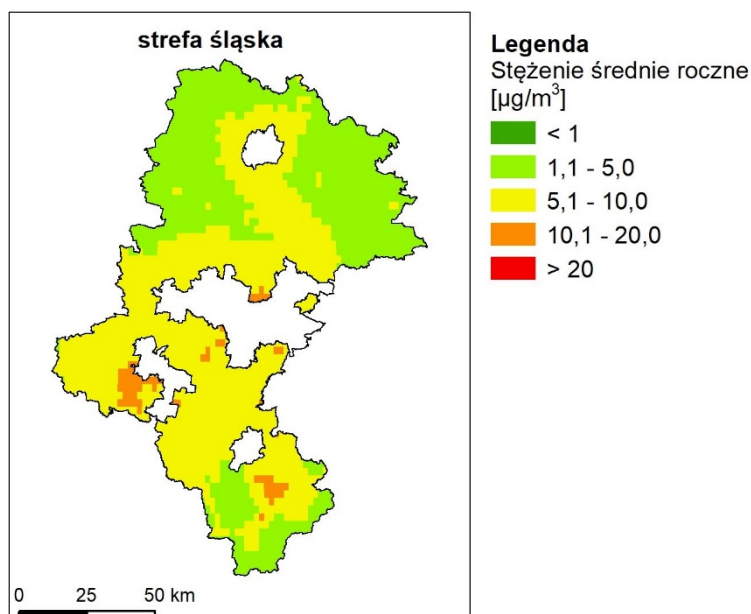 strefa śląska
Legenda
Stężenie średnie roczne
[µg/m³]
< 1
1,1 - 5,0
5,1 - 10,0
10,1 - 20,0
> 20
0 25 50 km